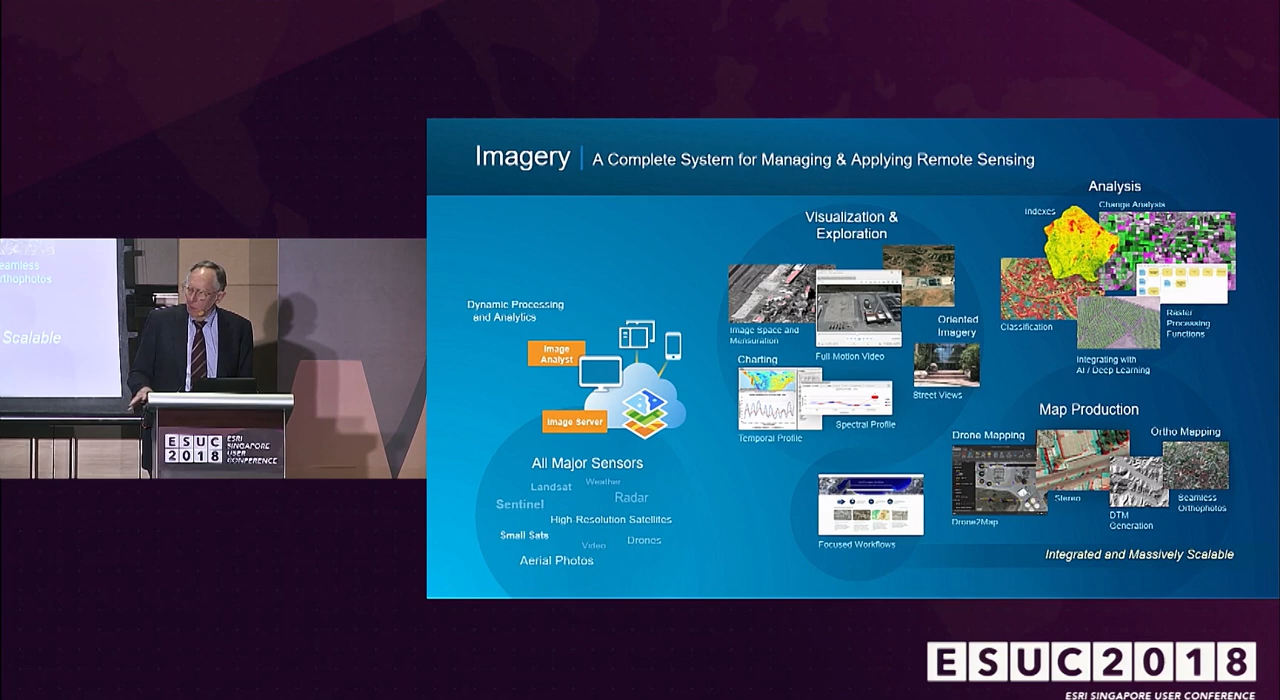 eamless
rthophotos
Scalable
ESUC
2018
ESRI
SINGAPORE
USER
CONFERENCE
Imagery | A Complete System for Managing & Applying Remote Sensing
Dynamic Processing
and Analytics
Image
Analyst
Image Server
All Major Sensors
Landsat
Weather
Sentinel
Radar
High-Resolution Satellites
Small Sats
Video
Drones
Aerial Photos
Visualization &
Exploration
Image Space and
Mensuration
Full Motion Video
Oriented
Imagery
Charting
Street Views
Temporal Profile
Spectral Profile
Focused Workflows
Analysis
Indexes
Change Analysis
Classification
Raster
Processing
Functions
Integrating with
AI / Deep Learning
Map Production
Drone Mapping
Ortho Mapping
Drone2Map
Stereo
DTM
Generation
Seamless
Orthophotos
Integrated and Massively Scalable
ESUC2018
ESRI SINGAPORE USER CONFERENCE